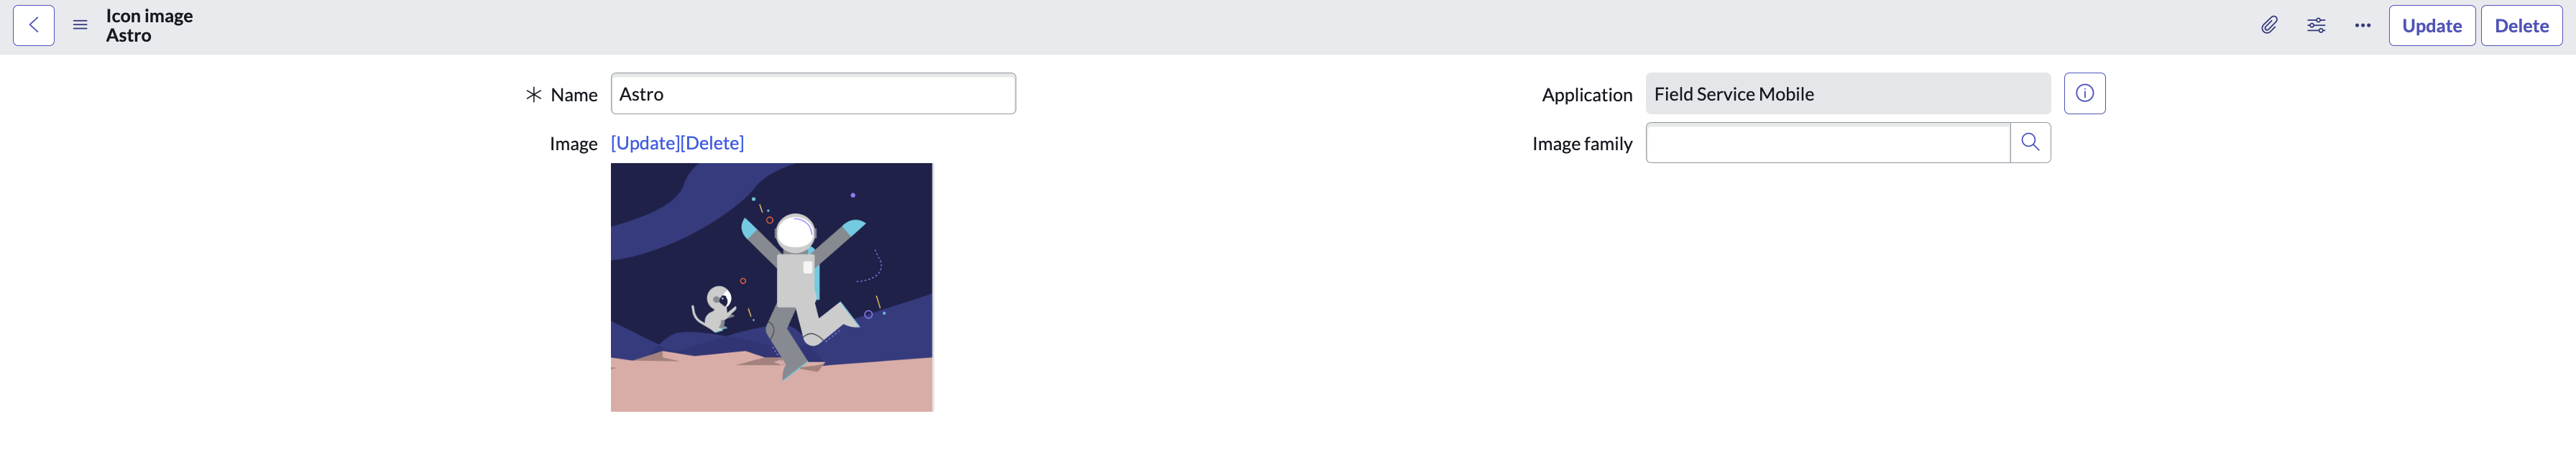 Icon image
Astro
Update
Delete
Name
Astro
Application
Field Service Mobile
Image
[Update][Delete]
Image family